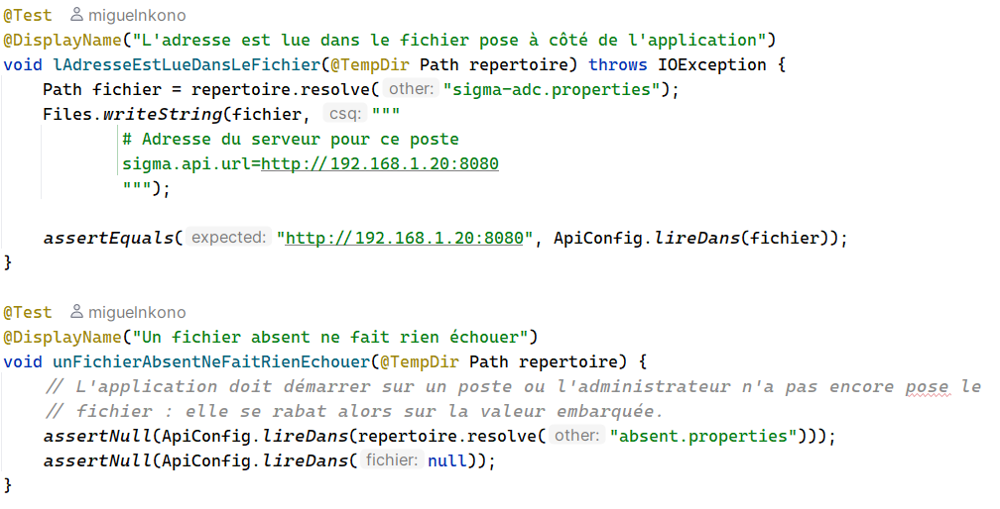 @Test miguelnkono
@DisplayName("L'adresse est lue dans le fichier pose à côté de l'application")
void lAdresseEstLueDansLeFichier(@TempDir Path repertoire) throws IOException {
    Path fichier = repertoire.resolve( other: "sigma-adc.properties");
    Files.writeString(fichier, csq: """
            # Adresse du serveur pour ce poste
            sigma.api.url=http://192.168.1.20:8080
            """);
    assertEquals( expected: "http://192.168.1.20:8080", ApiConfig.lireDans(fichier));
}
@Test miguelnkono
@DisplayName("Un fichier absent ne fait rien échouer")
void unFichierAbsentNeFaitRienEchouer(@TempDir Path repertoire) {
    // L'application doit démarrer sur un poste ou l'administrateur n'a pas encore pose le
    // fichier : elle se rabat alors sur la valeur embarquée.
    assertNull(ApiConfig.lireDans(repertoire.resolve( other: "absent.properties")));
    assertNull(ApiConfig.lireDans( fichier: null));
}